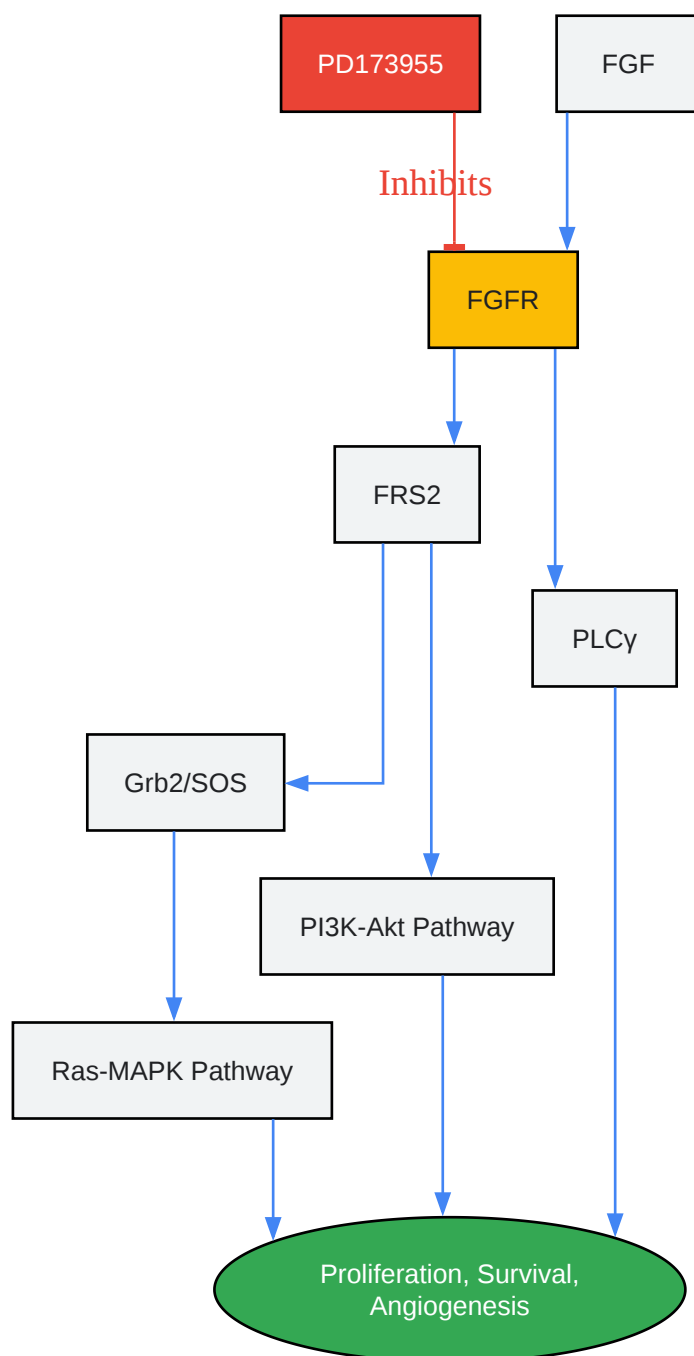 PD173955
FGF
Inhibits
FGFR
FRS2
PLCγ
Grb2/SOS
PI3K-Akt Pathway
Ras-MAPK Pathway
Proliferation, Survival,
Angiogenesis